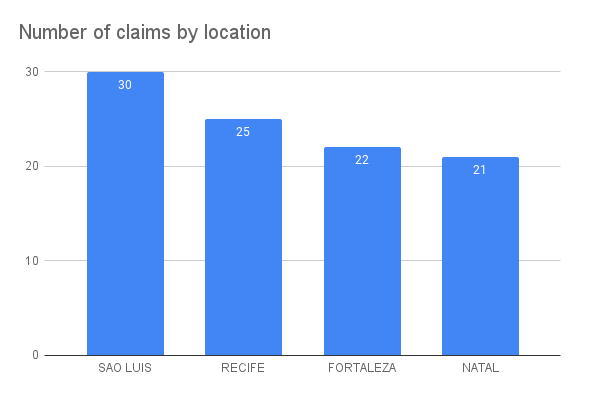 Number of claims by location
30
20
10
0
30
25
22
21
SAO LUIS
RECIFE
FORTALEZA
NATAL